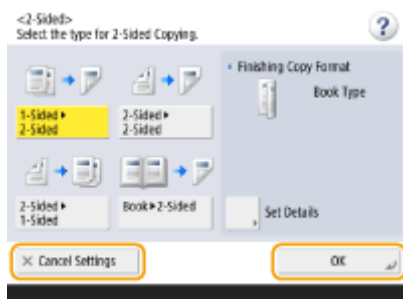 <2-Sided>
Select the type for 2-Sided Copying.
?
Finishing Copy Format
Book Type
1-Sided▸
2-Sided
2-Sided▸
2-Sided
2-Sided▸
1-Sided
Book▸2-Sided
Set Details
× Cancel Settings
OK